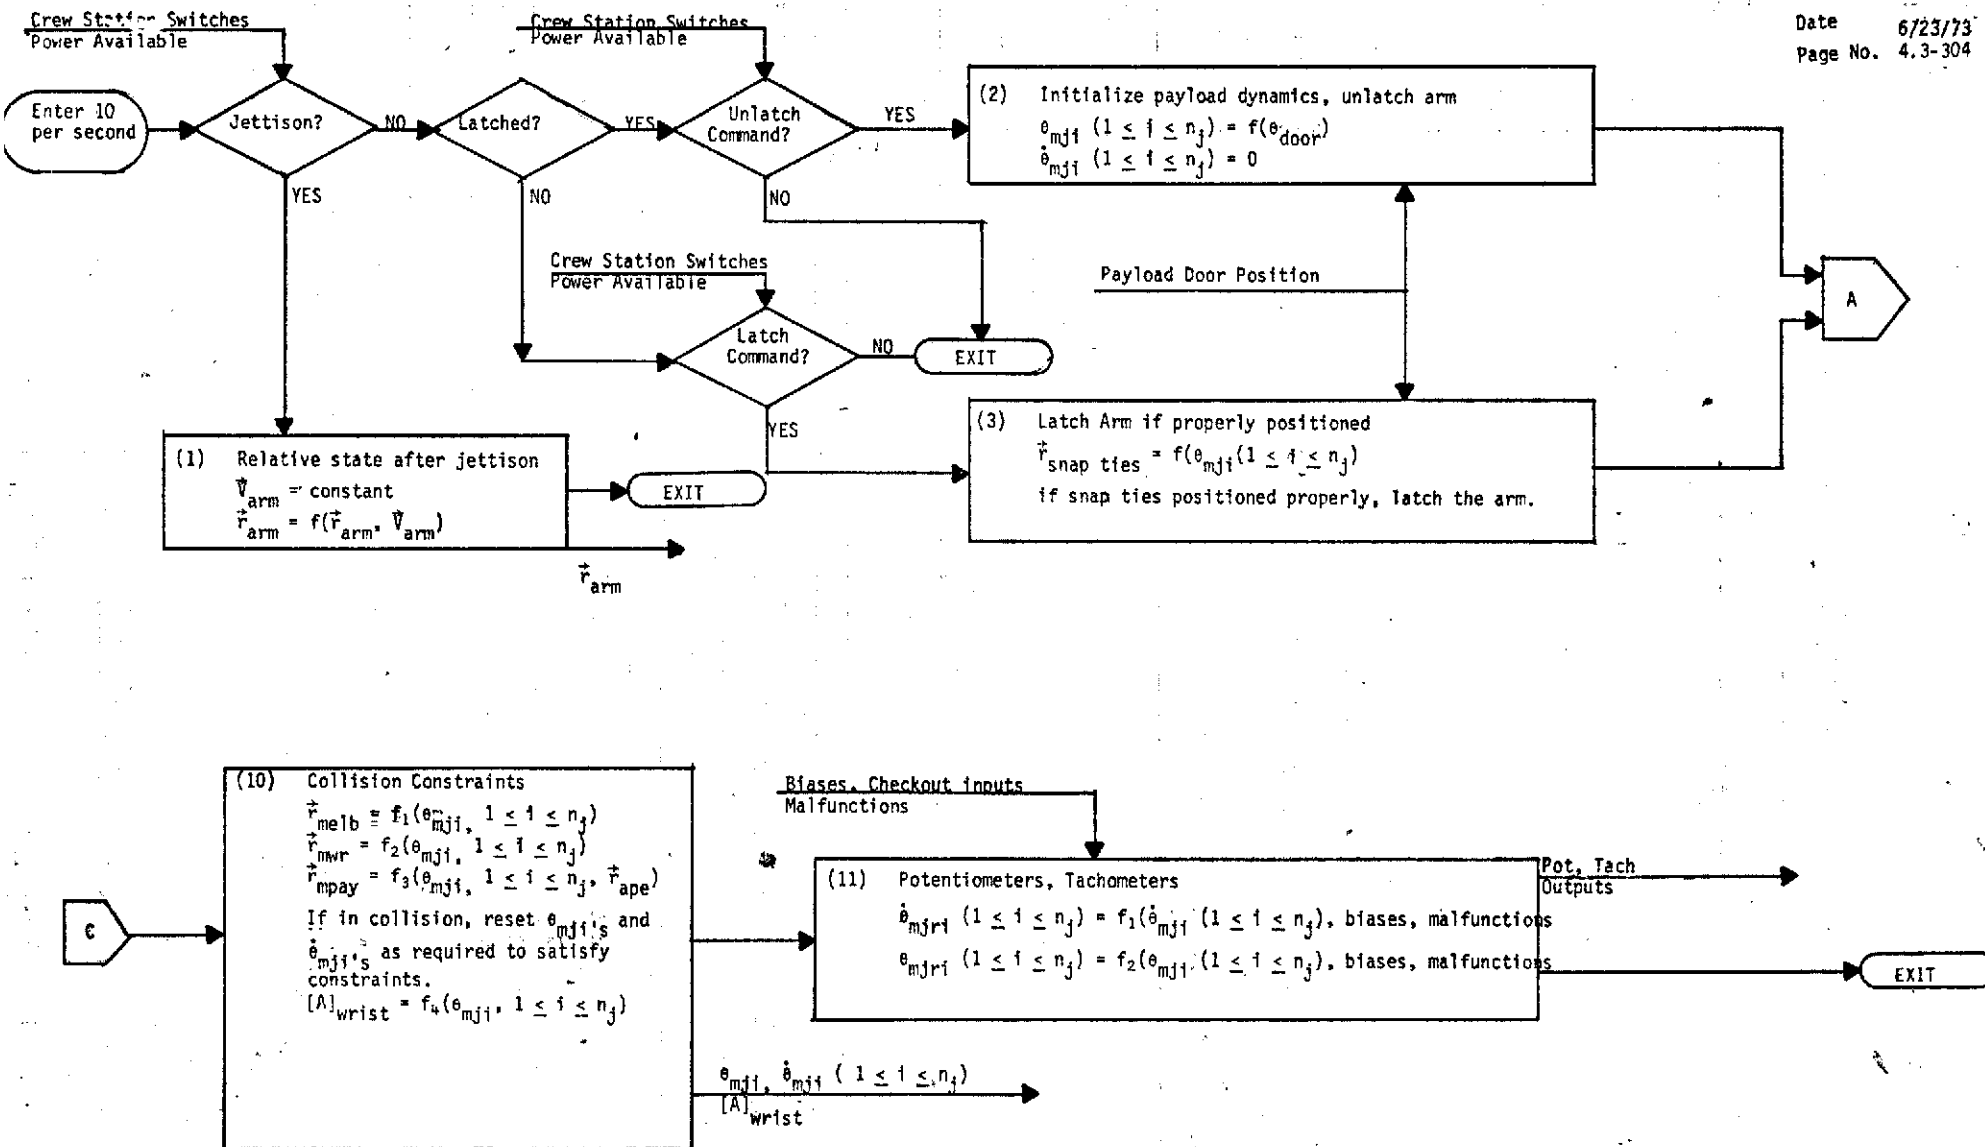 Date 6/23/73
Page No. 4.3-304
Crew Station Switches
Power Available
Crew Station Switches
Power Available
Enter 10
per second
Jettison?
NO
Latched?
YES
Unlatch
Command?
YES
(2) Initialize payload dynamics, unlatch arm
θmji (1 ≤ i ≤ nj) = f(θdoor)
θ̇mji (1 ≤ i ≤ nj) = 0
YES
NO
NO
Crew Station Switches
Power Available
Payload Door Position
A
Latch
Command?
NO
EXIT
YES
(1) Relative state after jettison
V⃗arm = constant
r⃗arm = f(r⃗arm, V⃗arm)
EXIT
r⃗arm
(3) Latch Arm if properly positioned
r⃗snap ties = f(θmji(1 ≤ i ≤ nj)
if snap ties positioned properly, latch the arm.
(10) Collision Constraints
r⃗melb = f₁(θmji, 1 ≤ i ≤ nj)
r⃗mwr = f₂(θmji, 1 ≤ i ≤ nj)
r⃗mpay = f₃(θmji, 1 ≤ i ≤ nj, r⃗ape)
If in collision, reset θmji's and
θ̇mji's as required to satisfy
constraints.
[A]wrist = f₄(θmji, 1 ≤ i ≤ nj)
C
Biases, Checkout inputs
Malfunctions
(11) Potentiometers, Tachometers
θ̇mjri (1 ≤ i ≤ nj) = f₁(θ̇mji (1 ≤ i ≤ nj), biases, malfunctions
θmjri (1 ≤ i ≤ nj) = f₂(θmji (1 ≤ i ≤ nj), biases, malfunctions
Pot, Tach
Outputs
EXIT
θmji, θ̇mji ( 1 ≤ i ≤ nj)
[A]wrist